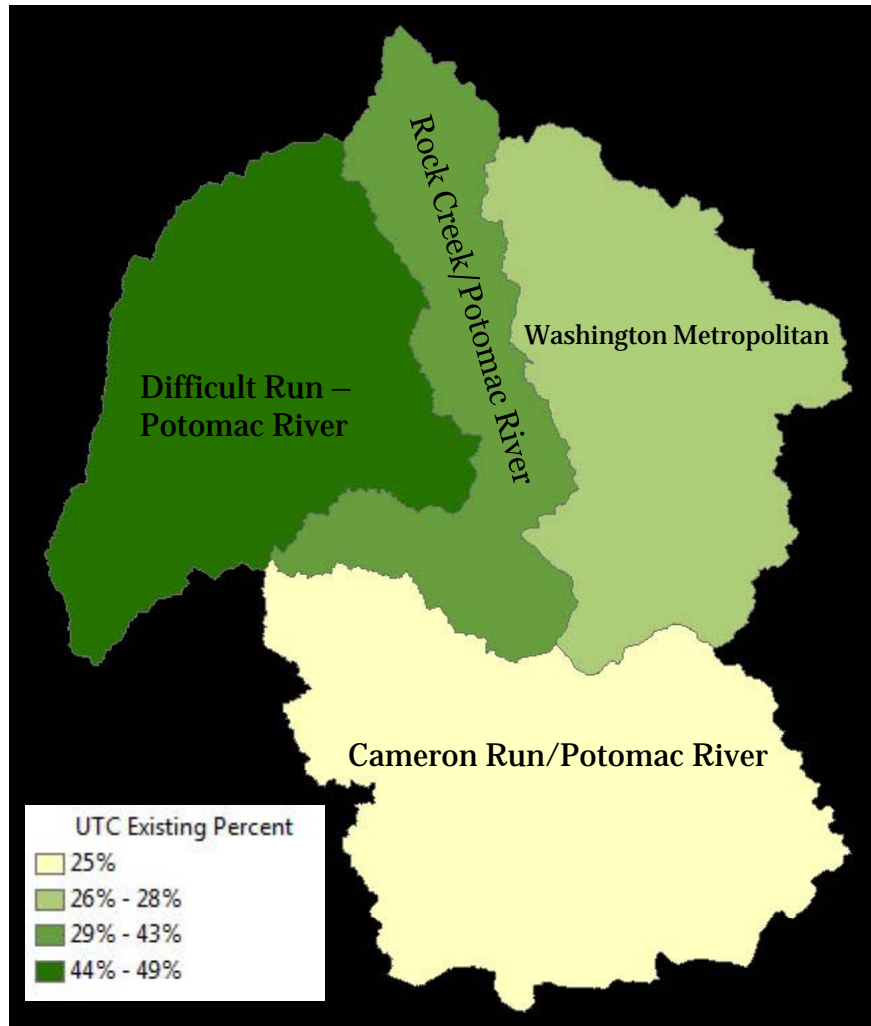 Rock Creek/Potomac River
Washington Metropolitan
Difficult Run –
Potomac River
Cameron Run/Potomac River
UTC Existing Percent
25%
26% - 28%
29% - 43%
44% - 49%